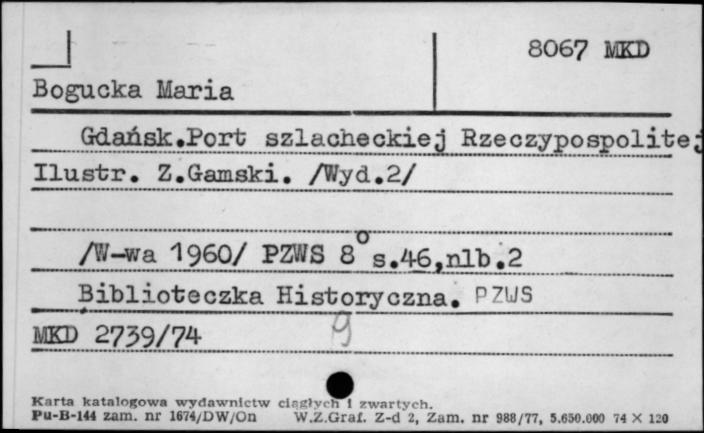 8067 MKD
Bogucka Maria
Gdańsk.Port szlacheckiej Rzeczypospolitej
Ilustr. Z.Gamski. /Wyd.2/
/W-wa 1960/ PZWS 8° s.46,nlb.2
Biblioteczka Historyczna. PZWS
MKD 2739/74 9
Karta katalogowa wydawnictw ciągłych i zwartych.
Pu-B-144 zam. nr 1674/DW/On W.Z.Graf. Z-d 2, Zam. nr 988/77, 5.650.000 74 X 120